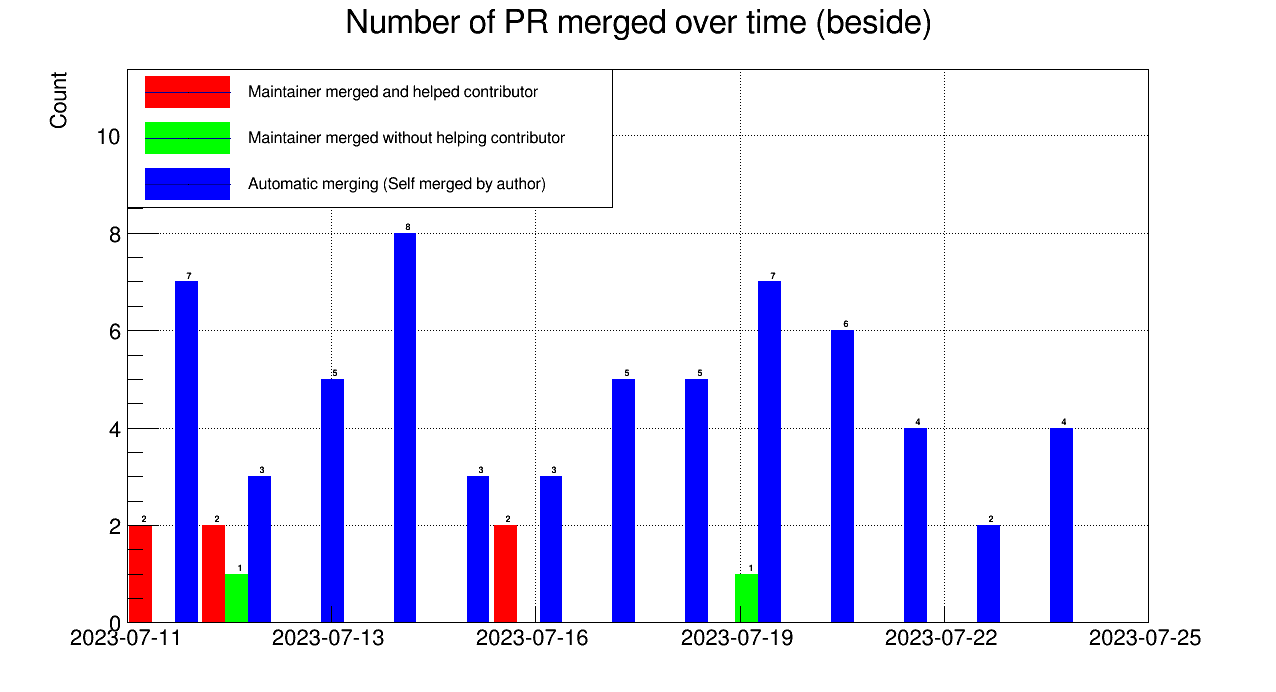 Number of PR merged over time (beside)
Count
Maintainer merged and helped contributor
Maintainer merged without helping contributor
Automatic merging (Self merged by author)
10
8
6
4
2
0
2 7 2 1 3 5 8 3 2 3 5 5 1 7 6 4 2 4
2023-07-11 2023-07-13 2023-07-16 2023-07-19 2023-07-22 2023-07-25